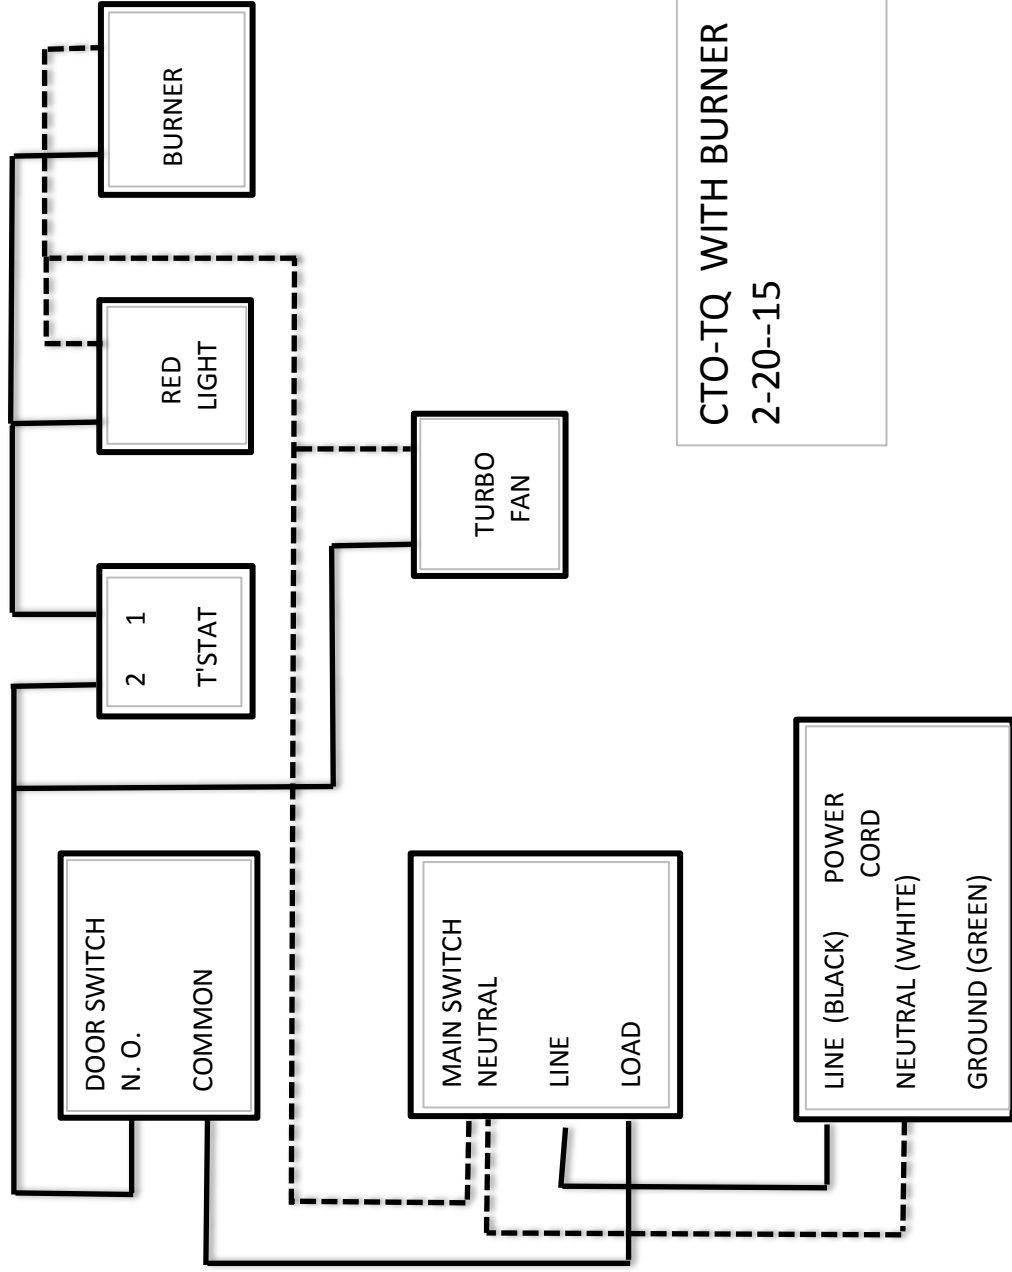 DOOR SWITCH
N. O.
COMMON
MAIN SWITCH
NEUTRAL
LINE
LOAD
LINE (BLACK) POWER
CORD
NEUTRAL (WHITE)
GROUND (GREEN)
2 1
T'STAT
RED
LIGHT
BURNER
TURBO
FAN
CTO-TQ WITH BURNER
2-20--15